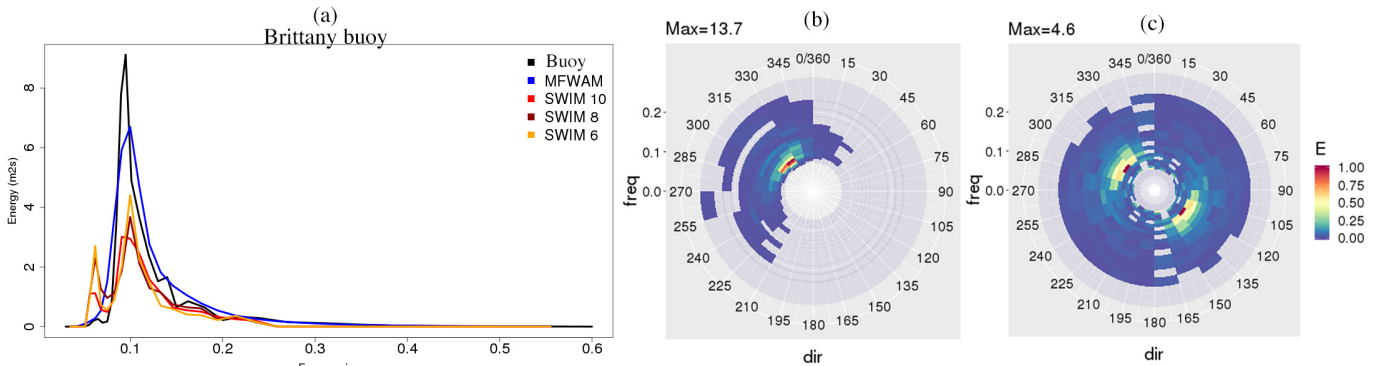 (a)
Brittany buoy
Energy (m2s)
8
6
4
2
0
0.1 0.2 0.3 0.4 0.5 0.6
Buoy
MFWAM
SWIM 10
SWIM 8
SWIM 6
(b)
Max=13.7
freq
0.2
0.1
0.0
0/360 15 30 45 60 75 90 105 120 135 150 165 180 195 210 225 240 255 270 285 300 315 330 345
dir
(c)
Max=4.6
freq
0.2
0.1
0.0
0/360 15 30 45 60 75 90 105 120 135 150 165 180 195 210 225 240 255 270 285 300 315 330 345
dir
E
1.00
0.75
0.50
0.25
0.00